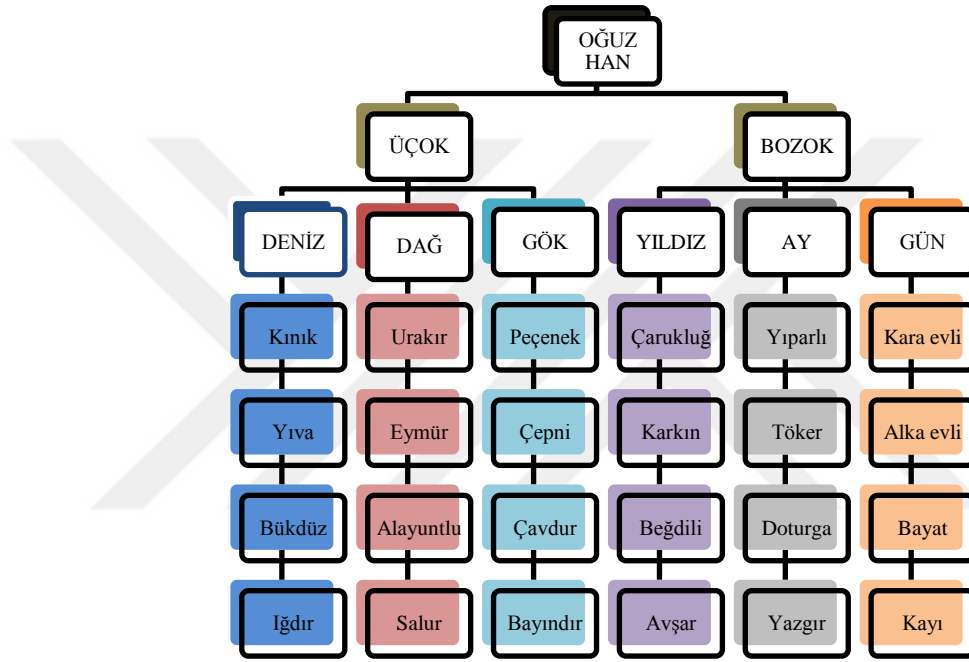 OĞUZ
HAN
ÜÇOK
BOZOK
DENİZ
DAĞ
GÖK
YILDIZ
AY
GÜN
Kınık
Urakır
Peçenek
Çarukluğ
Yıparlı
Kara evli
Yıva
Eymür
Çepni
Karkın
Töker
Alka evli
Bükdüz
Alayuntlu
Çavdur
Beğdili
Doturga
Bayat
Iğdır
Salur
Bayındır
Avşar
Yazgır
Kayı